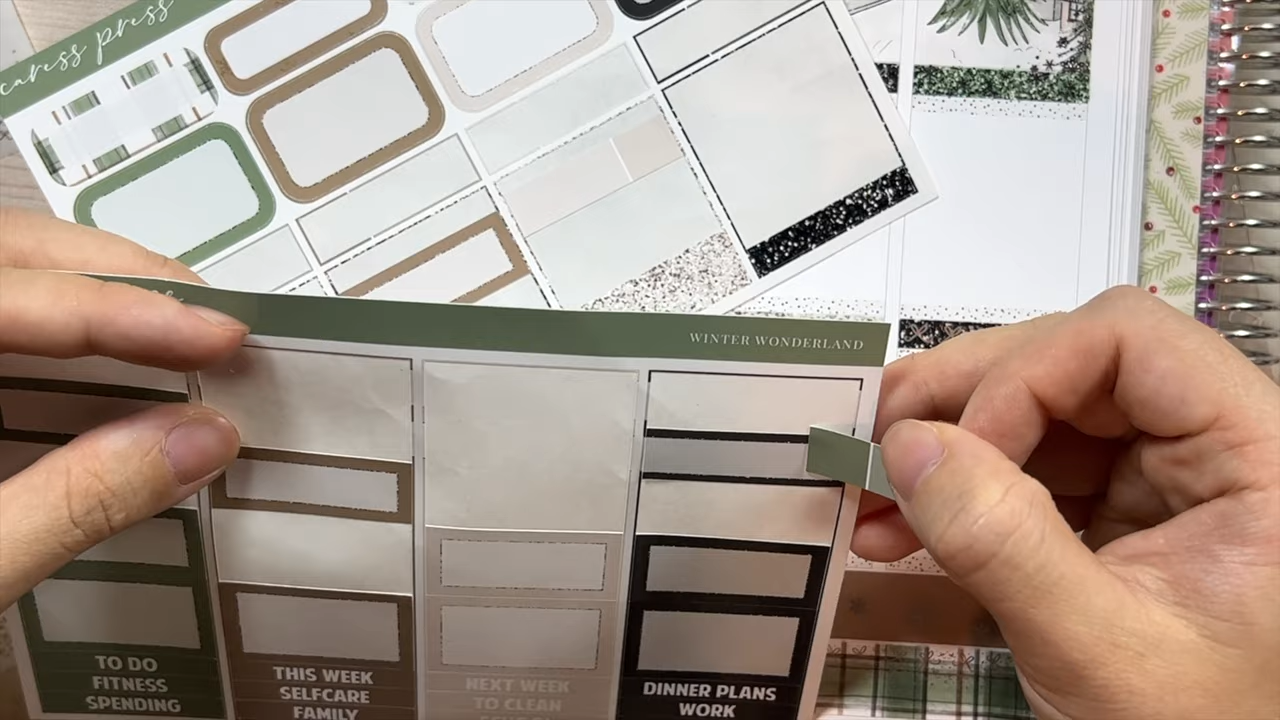 caress press
WINTER WONDERLAND
TO DO
FITNESS
SPENDING
THIS WEEK
SELFCARE
FAMILY
NEXT WEEK
TO CLEAN
DINNER PLANS
WORK